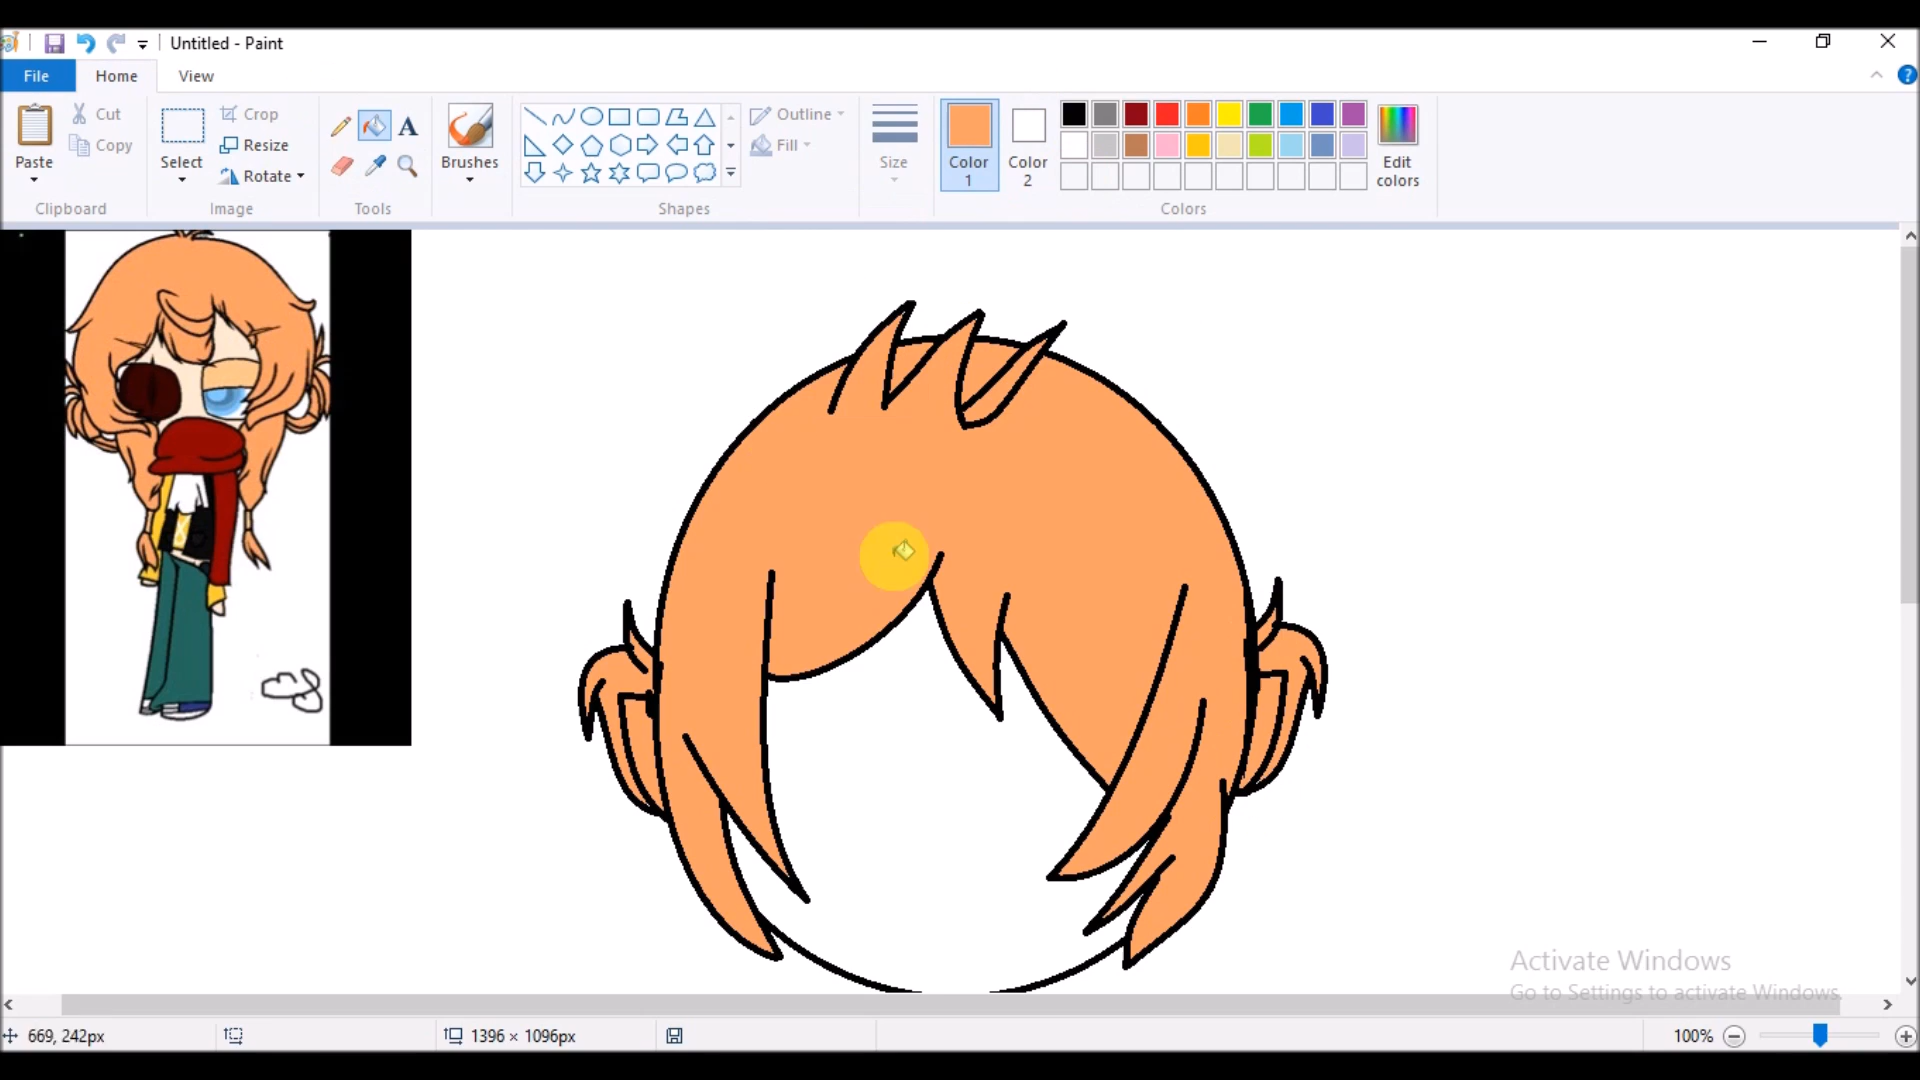 Untitled - Paint
File Home View
Paste
Cut
Copy
Clipboard
Select
Crop
Resize
Rotate
Image
A
Tools
Brushes
Shapes
Outline
Fill
Size
Color 1
Color 2
Edit colors
Colors
?
Activate Windows
Go to Settings to activate Windows.
669, 242px
1396 × 1096px
100%